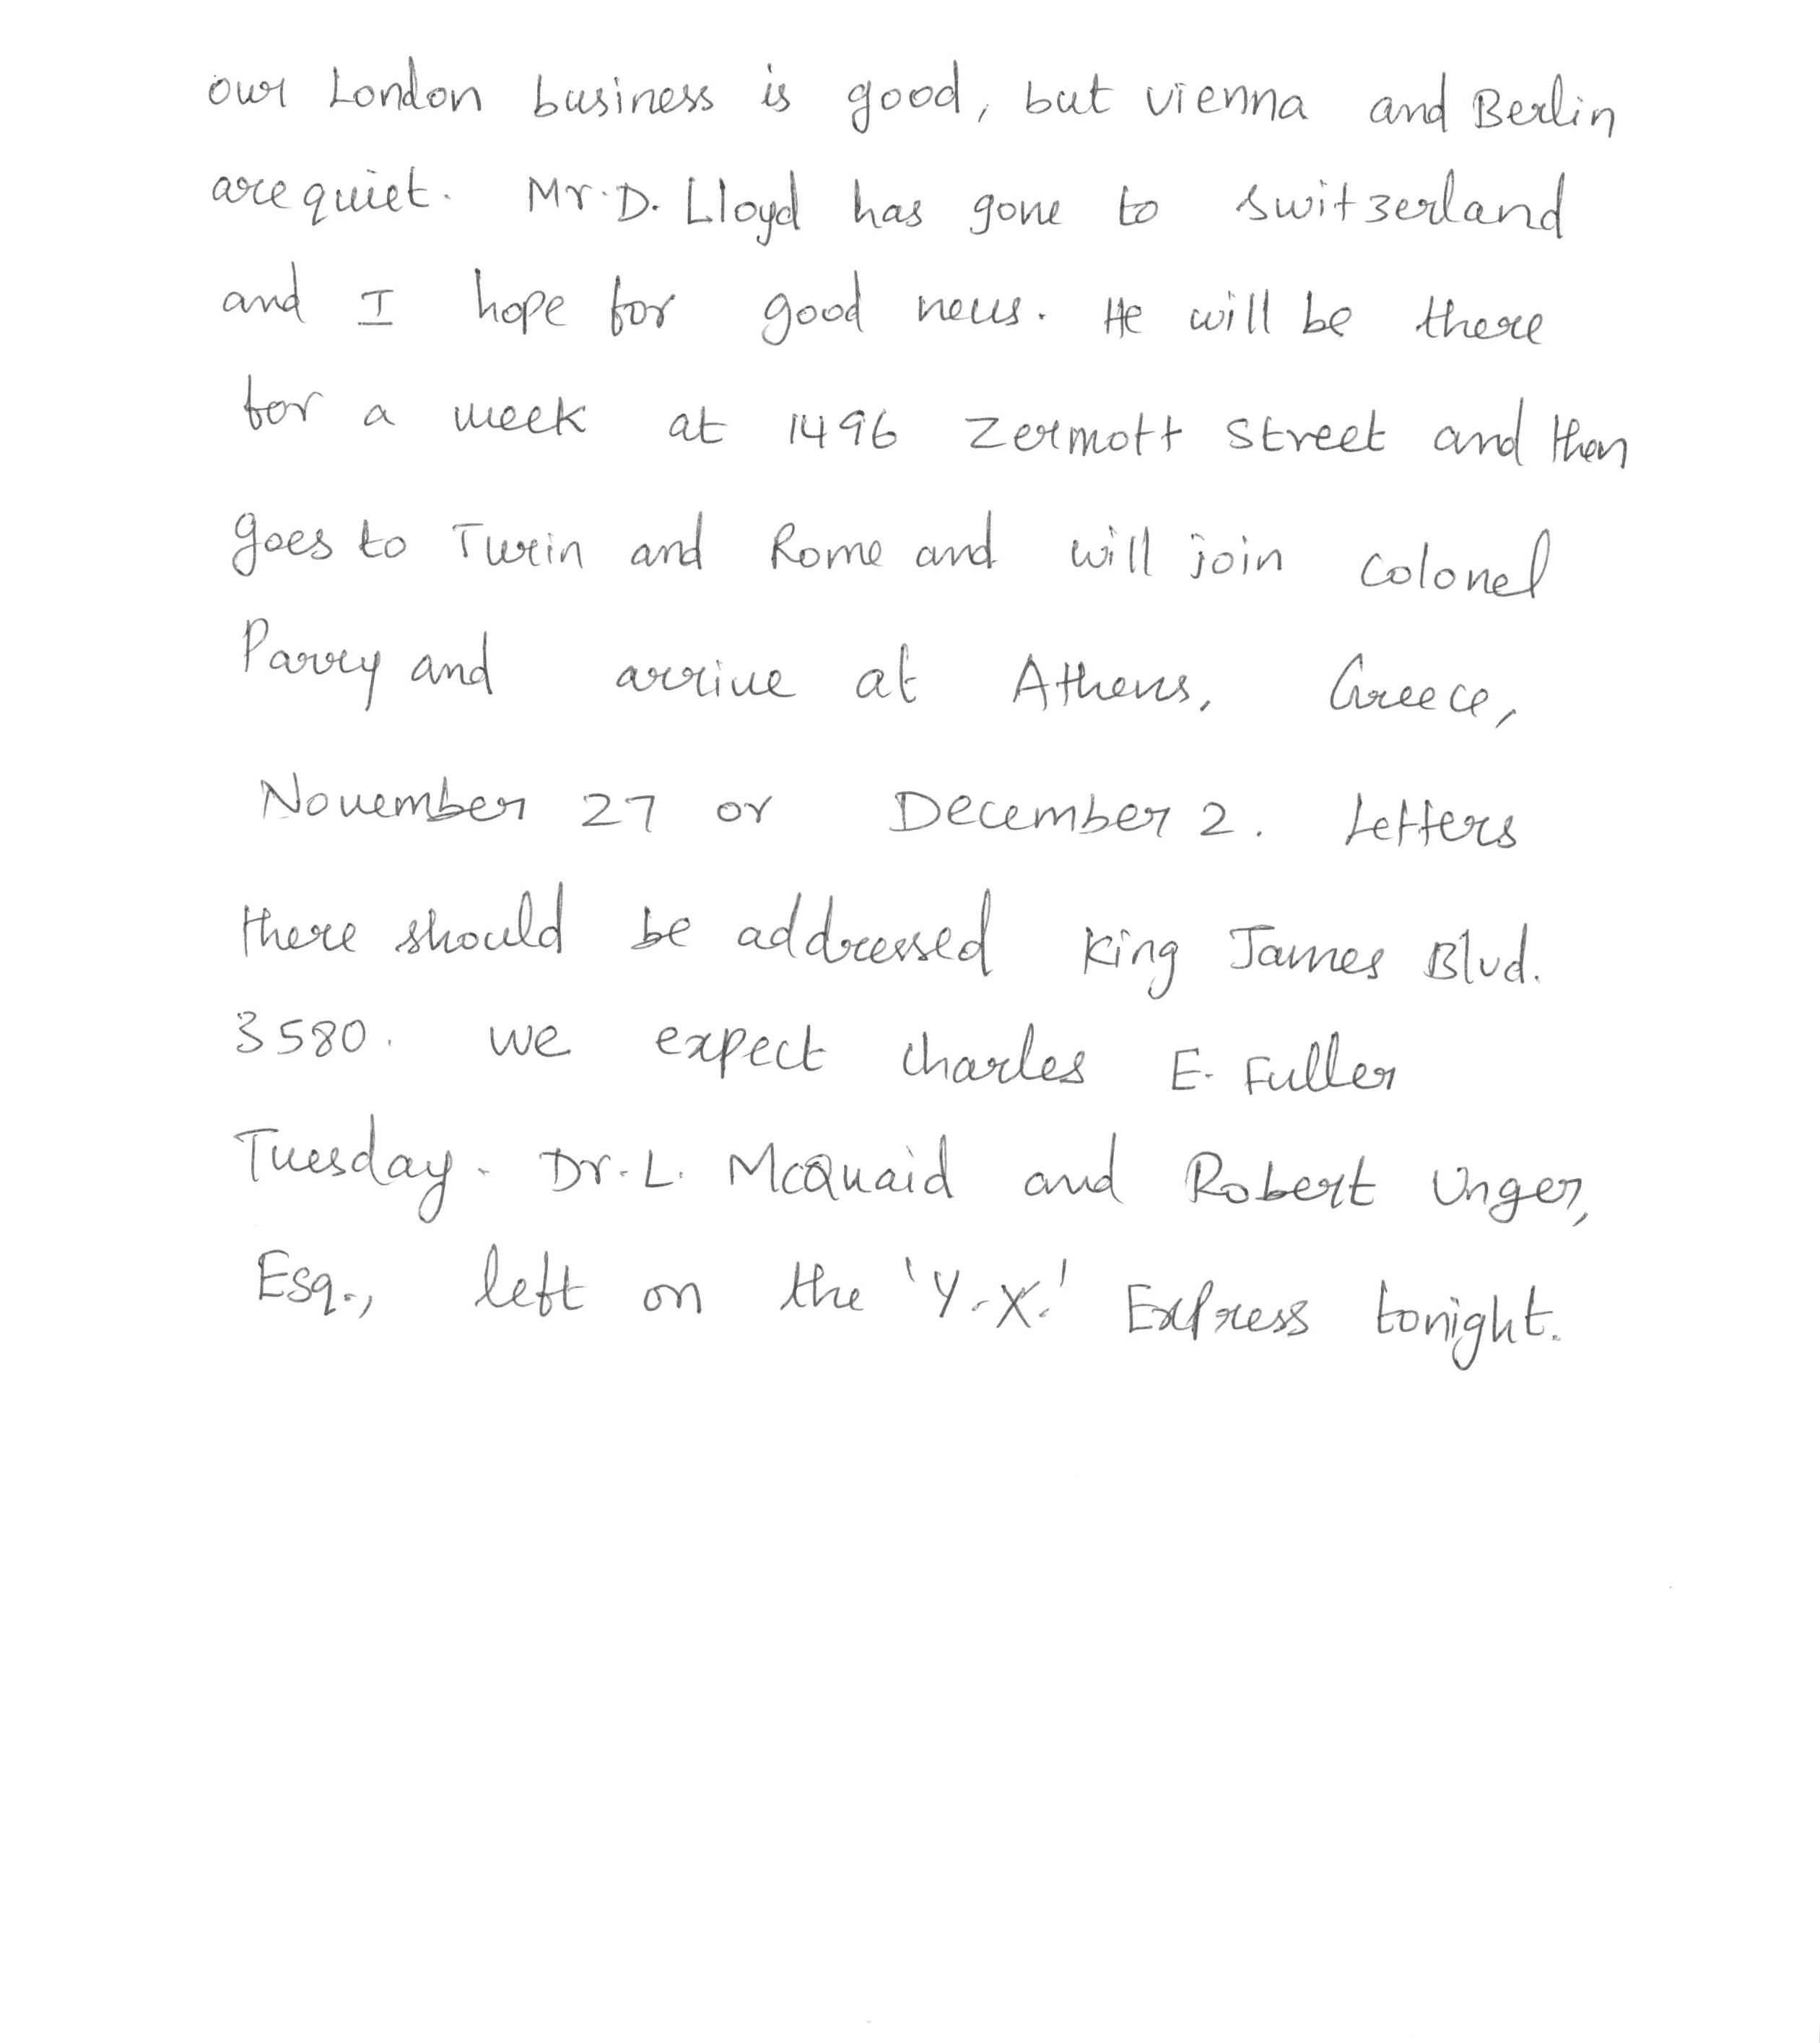 our London business is good, but vienna and Berlin
are quiet. Mr. D. Lloyd has gone to switzerland
and I hope for good news. He will be there
for a week at 1496 Zermott street and then
goes to Turin and Rome and will join colonel
Parry and arrive at Athens, Greece,
November 27 or December 2. Letters
there should be addressed King James Blvd.
3580. we expect charles E. Fuller
Tuesday. Dr. L. McQuaid and Robert Unger,
Esq., left on the 'Y.X.' Express tonight.